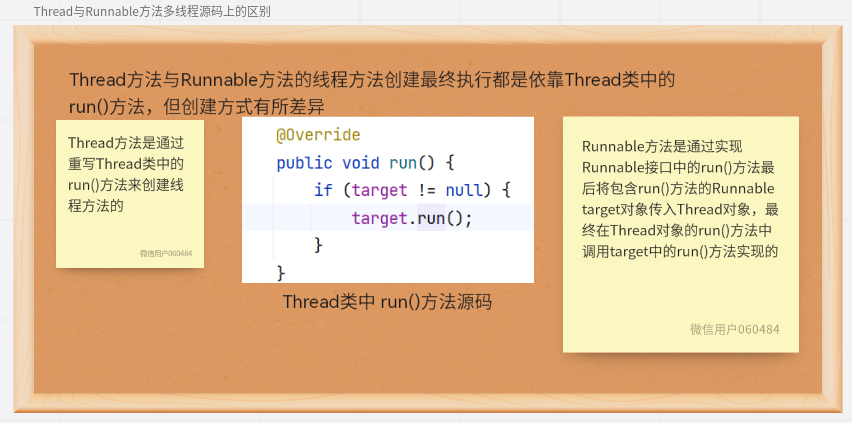 Thread与Runnable方法多线程源码上的区别
Thread方法与Runnable方法的线程方法创建最终执行都是依靠Thread类中的
run()方法，但创建方式有所差异
Thread方法是通过
重写Thread类中的
run()方法来创建线
程方法的
微信用户060484
@Override
public void run() {
    if (target != null) {
        target.run();
    }
}
Thread类中 run()方法源码
Runnable方法是通过实现
Runnable接口中的run()方法最
后将包含run()方法的Runnable
target对象传入Thread对象，最
终在Thread对象的run()方法中
调用target中的run()方法实现的
微信用户060484